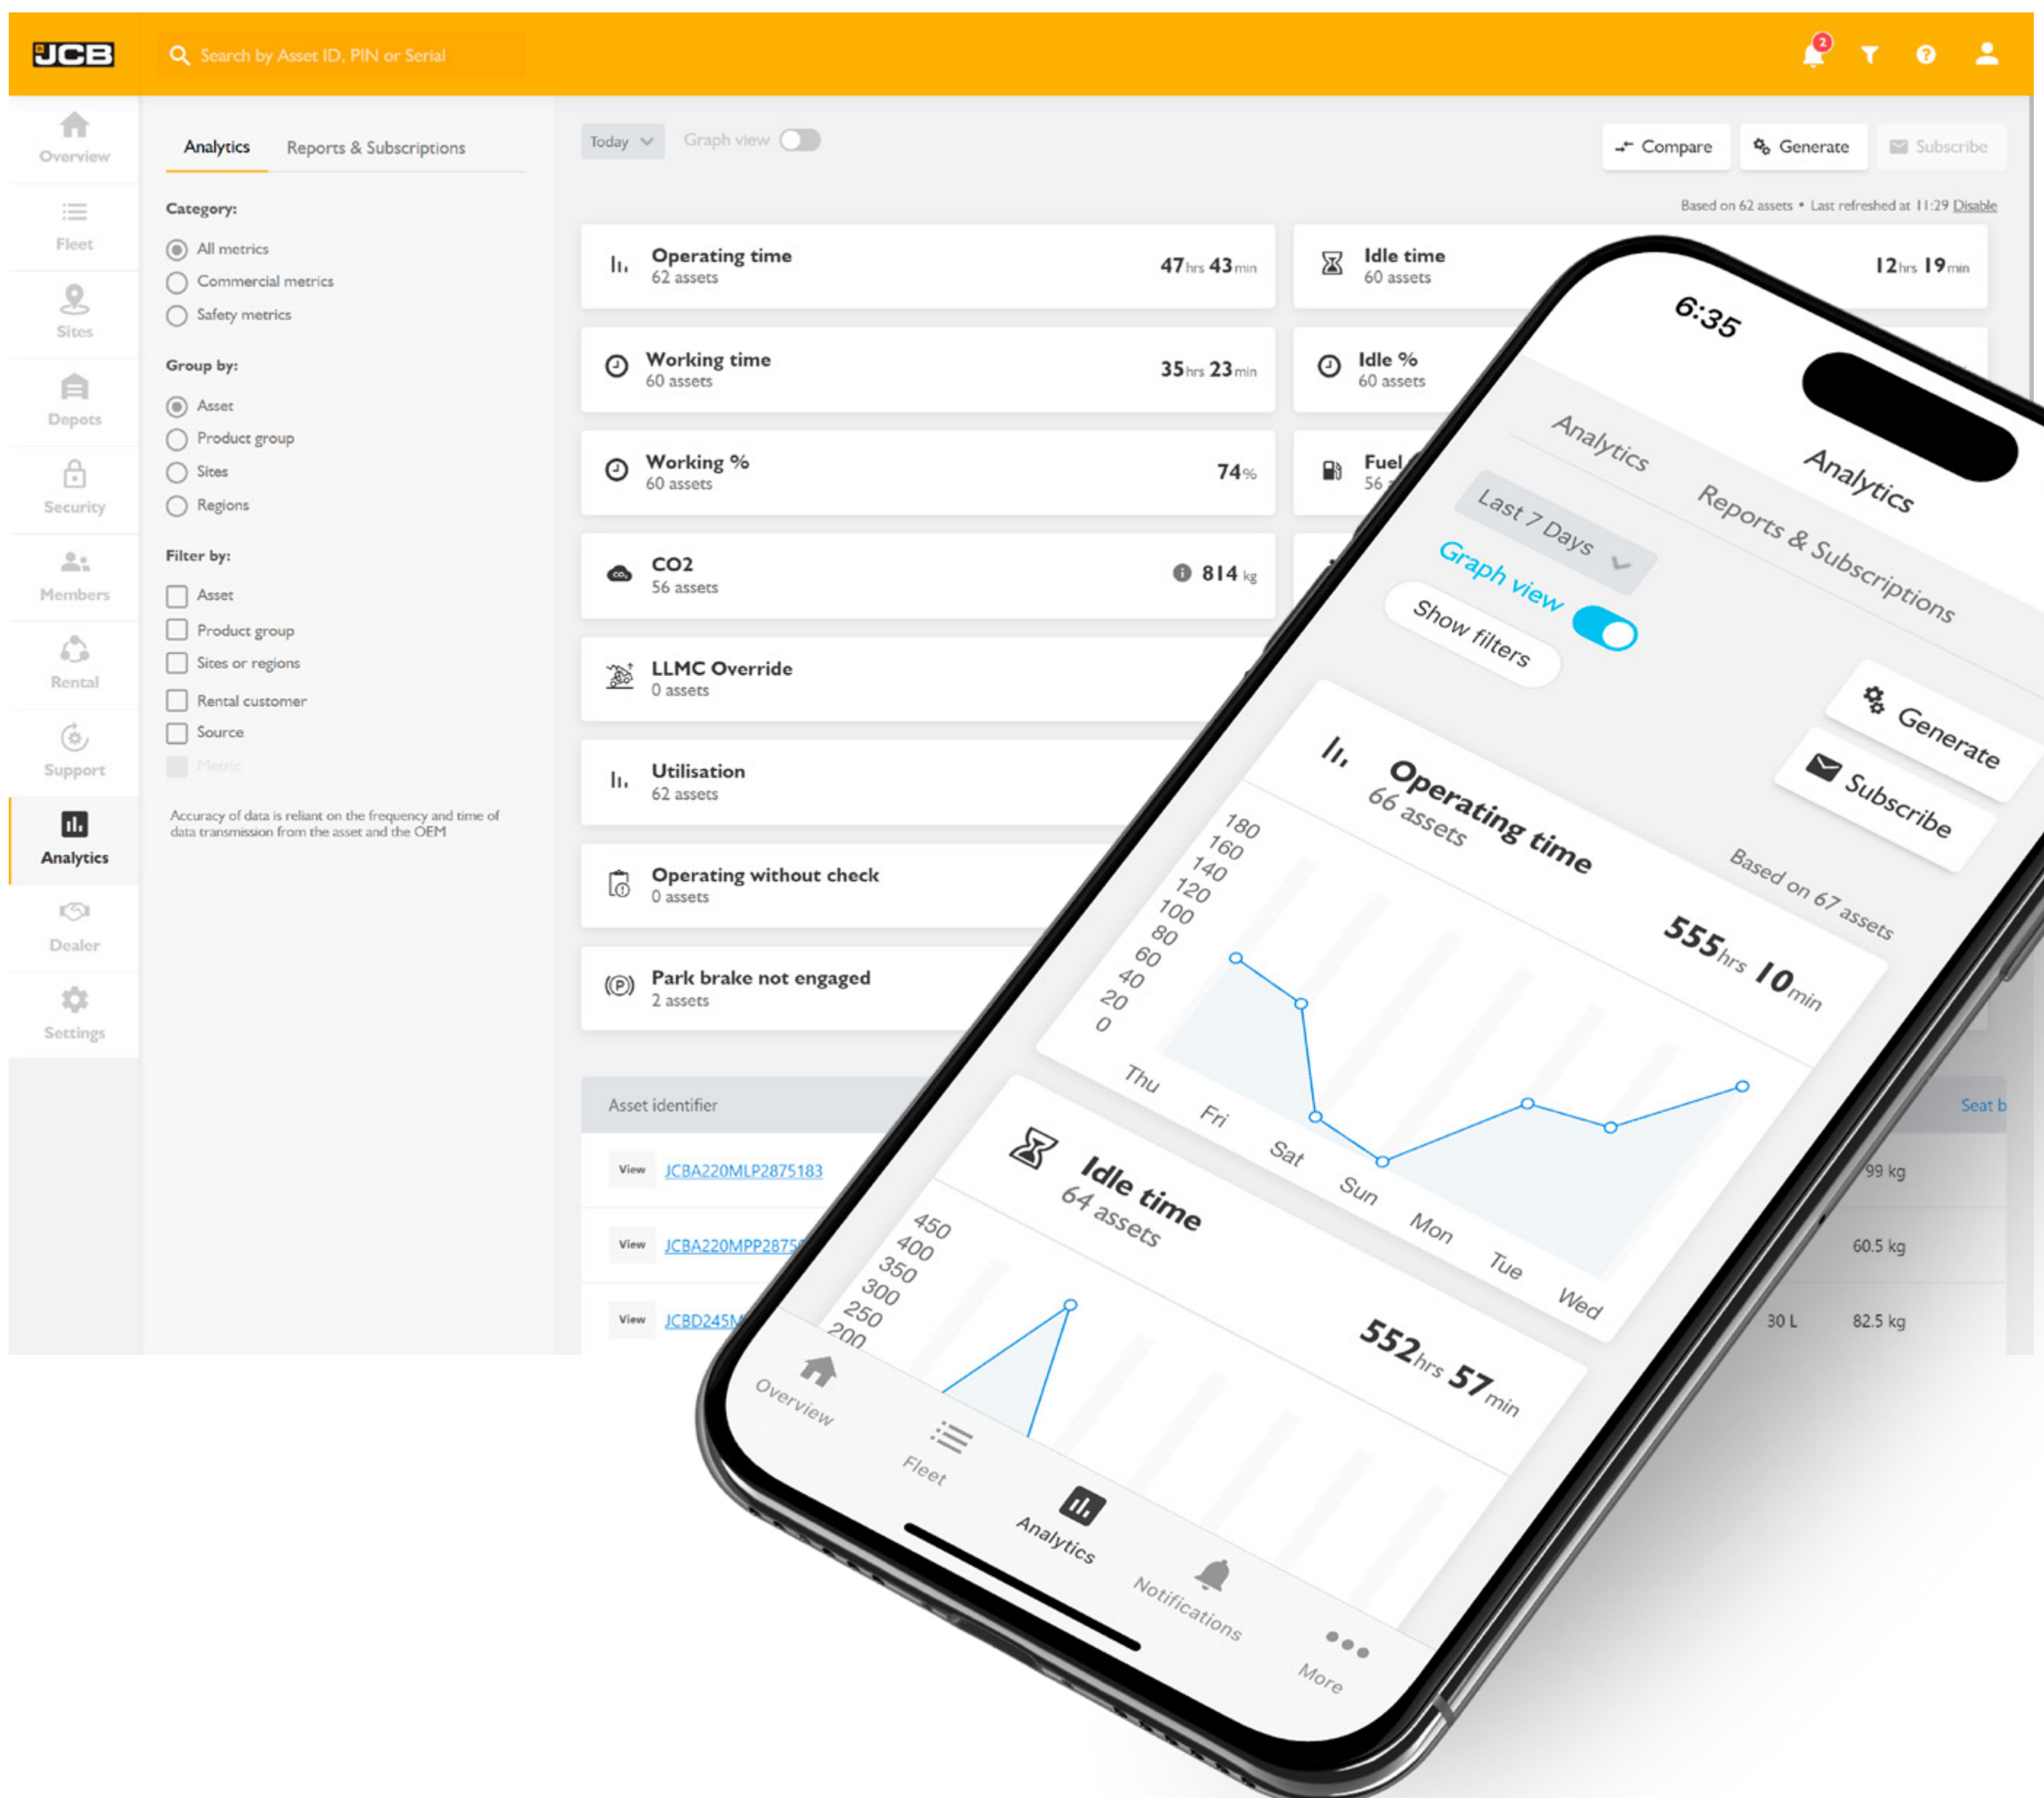 JCB
Search by Asset ID, PIN or Serial
2
Overview
Fleet
Sites
Depots
Security
Members
Rental
Support
Analytics
Dealer
Settings
Analytics Reports & Subscriptions
Category:
All metrics
Commercial metrics
Safety metrics
Group by:
Asset
Product group
Sites
Regions
Filter by:
Asset
Product group
Sites or regions
Rental customer
Source
Metric
Accuracy of data is reliant on the frequency and time of
data transmission from the asset and the OEM
Today Graph view
Compare Generate Subscribe
Based on 62 assets • Last refreshed at 11:29 Disable
Operating time
62 assets
47 hrs 43 min
Idle time
60 assets
12 hrs 19 min
Working time
60 assets
35 hrs 23 min
Idle %
60 assets
Working %
60 assets
74%
Fuel
56
CO2
56 assets
814 kg
LLMC Override
0 assets
Utilisation
62 assets
Operating without check
0 assets
Park brake not engaged
2 assets
Asset identifier
Seat b
View JCBA220MLP2875183
99 kg
View JCBA220MPP2875
60.5 kg
View JCBD245M
30 L 82.5 kg
6:35
Analytics
Analytics Reports & Subscriptions
Last 7 Days
Graph view
Show filters
Generate
Subscribe
Based on 67 assets
Operating time
66 assets
555 hrs 10 min
180
160
140
120
100
80
60
40
20
0
Thu Fri Sat Sun Mon Tue Wed
Idle time
64 assets
552 hrs 57 min
450
400
350
300
250
200
Overview
Fleet
Analytics
Notifications
More